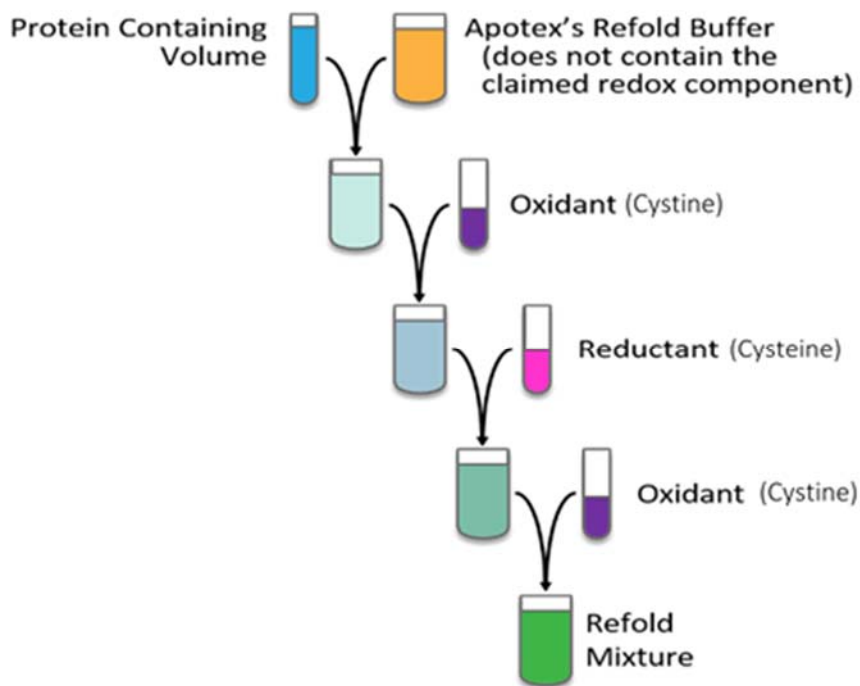 Protein Containing
Volume
Apotex's Refold Buffer
(does not contain the
claimed redox component)
Oxidant (Cystine)
Reductant (Cysteine)
Oxidant (Cystine)
Refold
Mixture